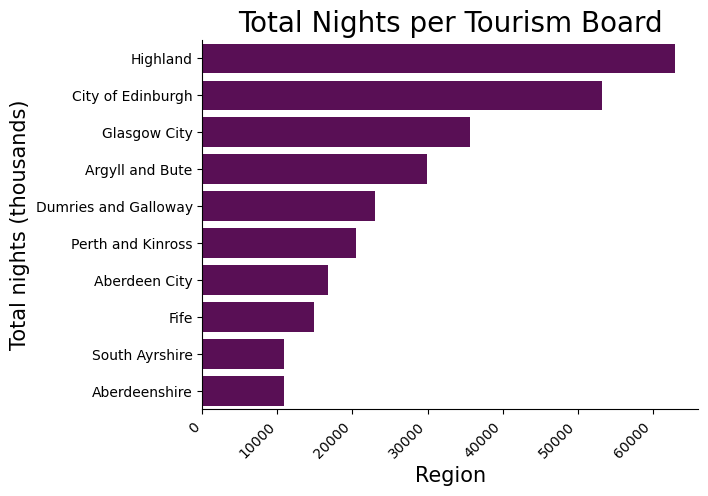 Total Nights per Tourism Board
Total nights (thousands)
Highland
City of Edinburgh
Glasgow City
Argyll and Bute
Dumries and Galloway
Perth and Kinross
Aberdeen City
Fife
South Ayrshire
Aberdeenshire
0 10000 20000 30000 40000 50000 60000
Region